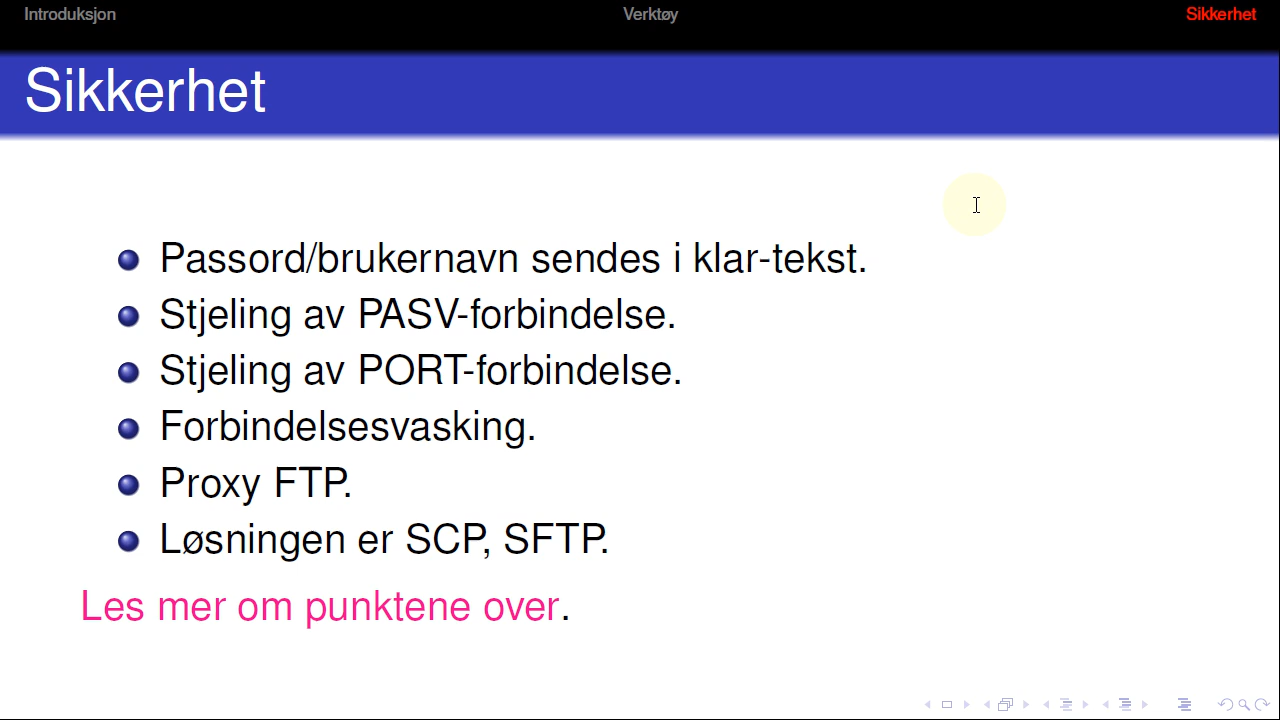 Introduksjon Verktøy Sikkerhet
Sikkerhet
Passord/brukernavn sendes i klar-tekst.
Stjeling av PASV-forbindelse.
Stjeling av PORT-forbindelse.
Forbindelsesvasking.
Proxy FTP.
Løsningen er SCP, SFTP.
Les mer om punktene over.